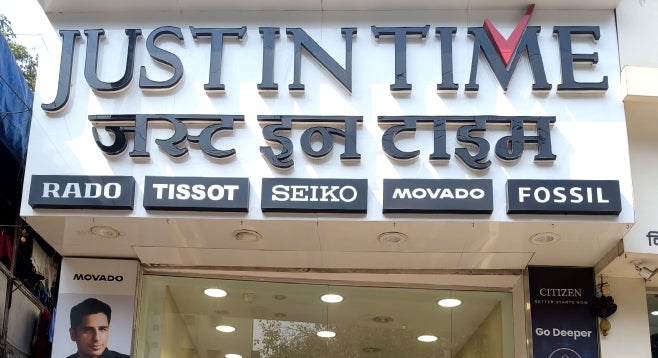 JUST IN TIME
जस्ट इन टाइम
RADO TISSOT SEIKO MOVADO FOSSIL
MOVADO
CITIZEN
BETTER STARTS NOW
Go Deeper